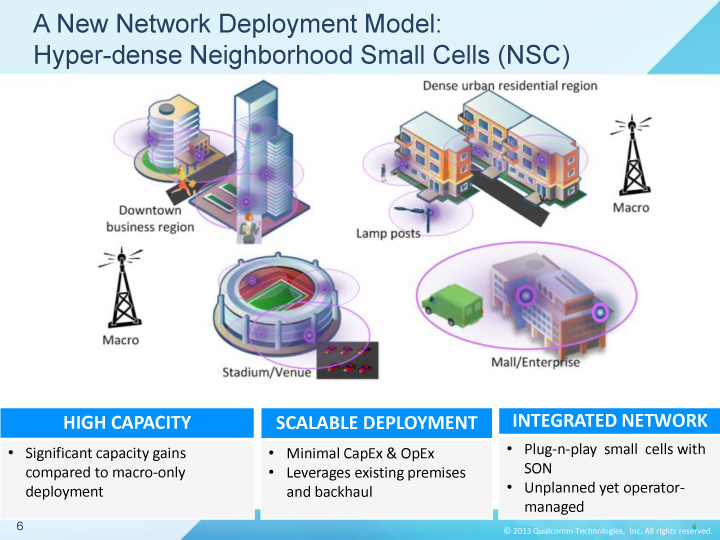 A New Network Deployment Model:
Hyper-dense Neighborhood Small Cells (NSC)
Dense urban residential region
Downtown
business region
Lamp posts
Macro
Macro
Stadium/Venue
Mall/Enterprise
HIGH CAPACITY
• Significant capacity gains
compared to macro-only
deployment
SCALABLE DEPLOYMENT
• Minimal CapEx & OpEx
• Leverages existing premises
and backhaul
INTEGRATED NETWORK
• Plug-n-play small cells with
SON
• Unplanned yet operator-
managed
6
6
© 2013 Qualcomm Technologies, Inc. All rights reserved.